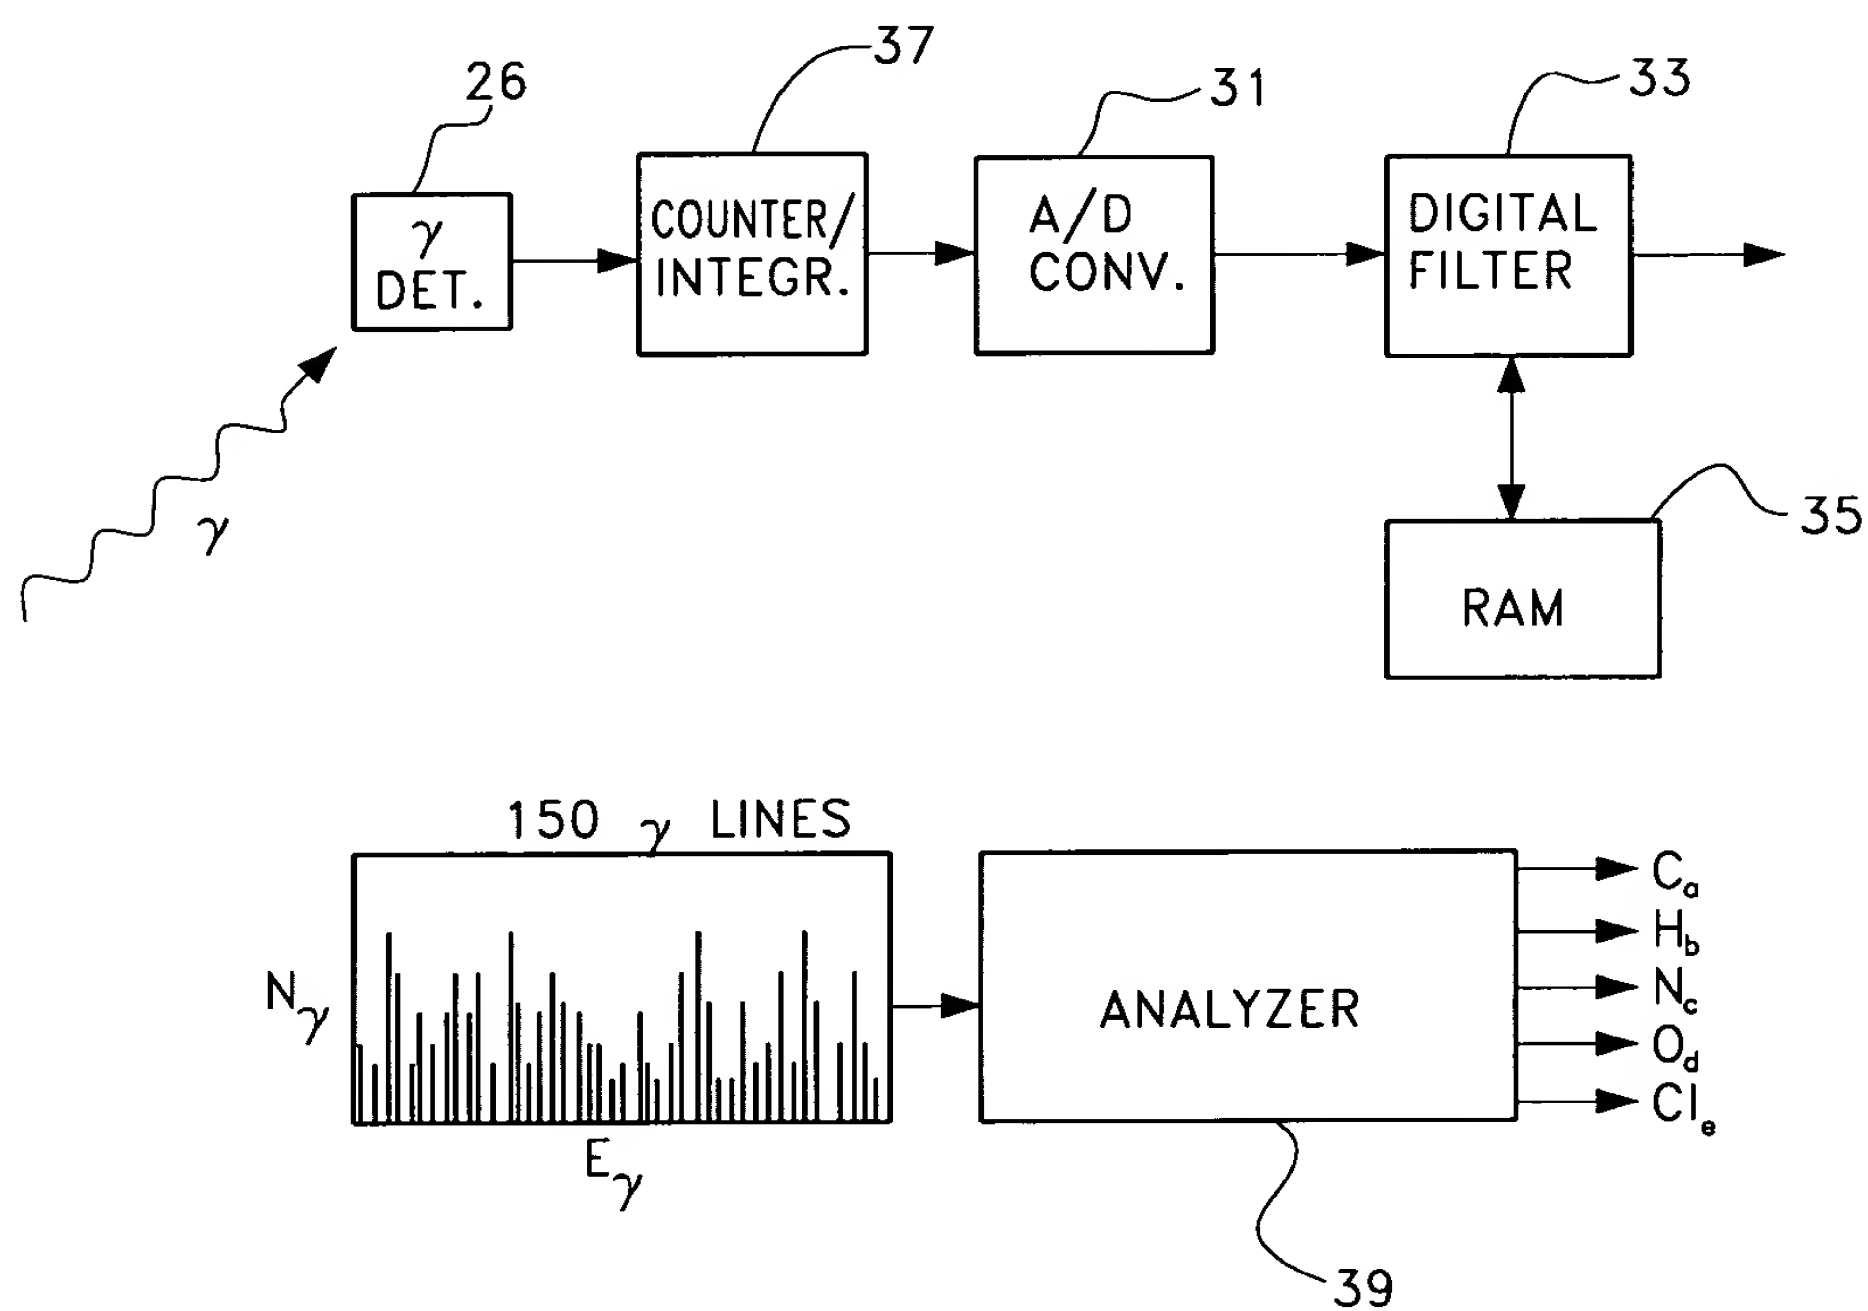 26
37
31
33
γ
DET.
COUNTER/
INTEGR.
A/D
CONV.
DIGITAL
FILTER
γ
35
RAM
150 γ LINES
Nγ
Eγ
ANALYZER
Ca
Hb
Nc
Od
Cle
39